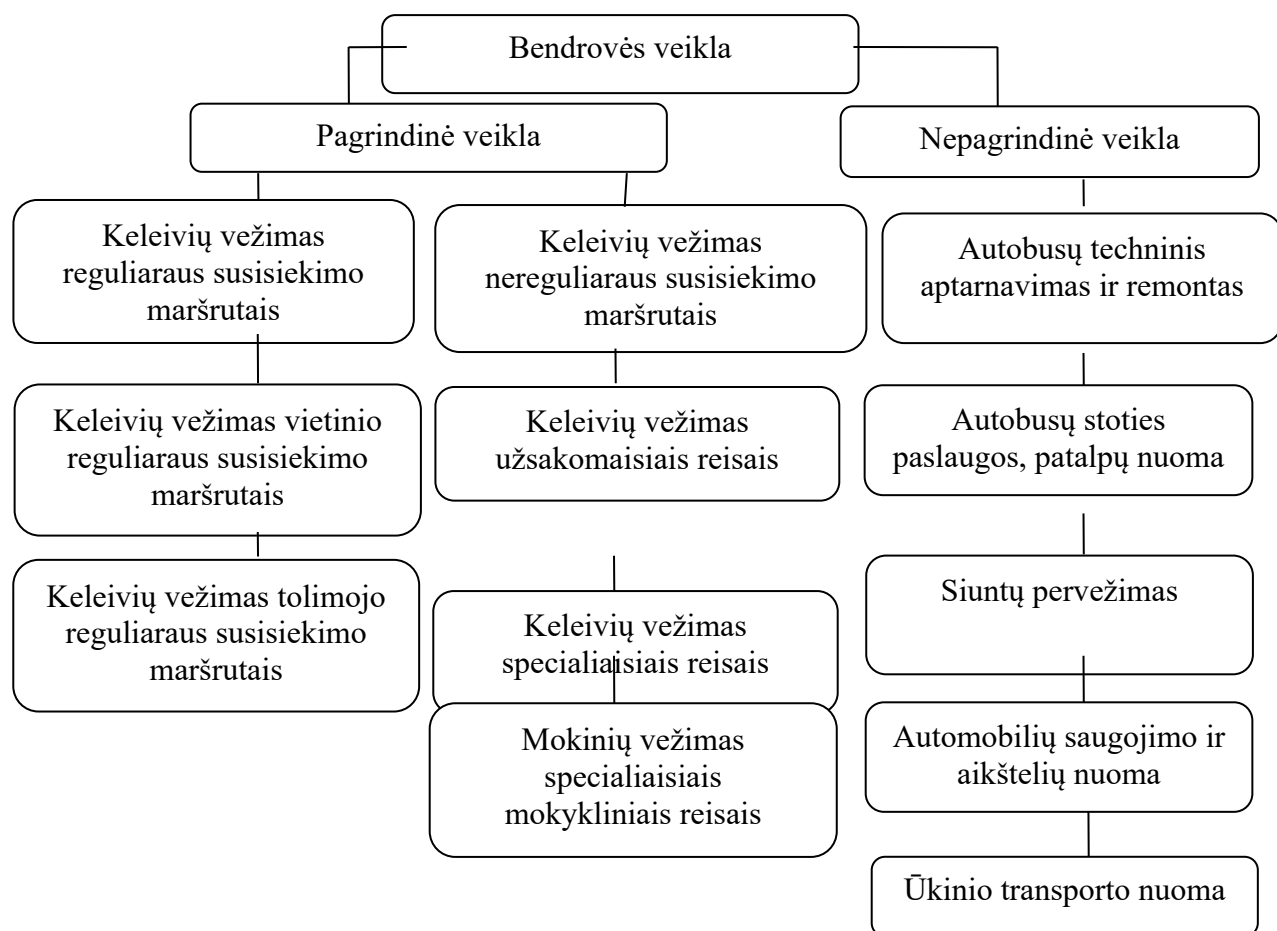 Bendrovės veikla
Pagrindinė veikla
Nepagrindinė veikla
Keleivių vežimas
reguliaraus susisiekimo
maršrutais
Keleivių vežimas
nereguliaraus susisiekimo
maršrutais
Autobusų techninis
aptarnavimas ir remontas
Keleivių vežimas vietinio
reguliaraus susisiekimo
maršrutais
Keleivių vežimas
užsakomaisiais reisais
Autobusų stoties
paslaugos, patalpų nuoma
Keleivių vežimas tolimojo
reguliaraus susisiekimo
maršrutais
Keleivių vežimas
specialiaisiais reisais
Siuntų pervežimas
Mokinių vežimas
specialiaisiais
mokykliniais reisais
Automobilių saugojimo ir
aikštelių nuoma
Ūkinio transporto nuoma